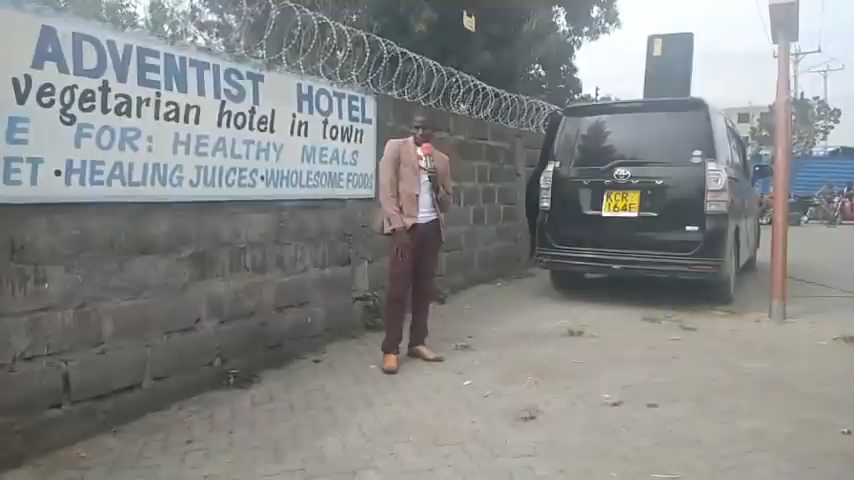 ADVENTIST HOTEL
vegetarian hotel in town
E FOR: HEALTHY MEALS
ET • HEALING JUICES • WHOLESOME FOODS
KCR
164E